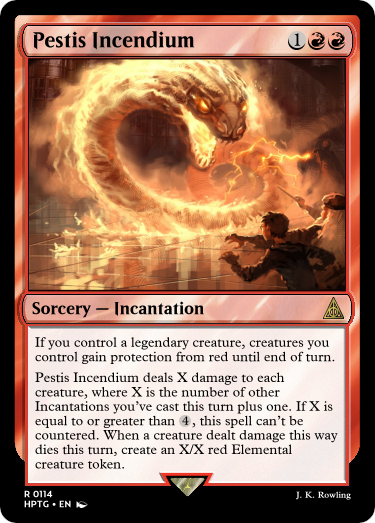 Pestis Incendium 1
Sorcery — Incantation
If you control a legendary creature, creatures you
control gain protection from red until end of turn.
Pestis Incendium deals X damage to each
creature, where X is the number of other
Incantations you've cast this turn plus one. If X is
equal to or greater than 4, this spell can't be
countered. When a creature dealt damage this way
dies this turn, create an X/X red Elemental
creature token.
R 0114
HPTG • EN J. K. Rowling